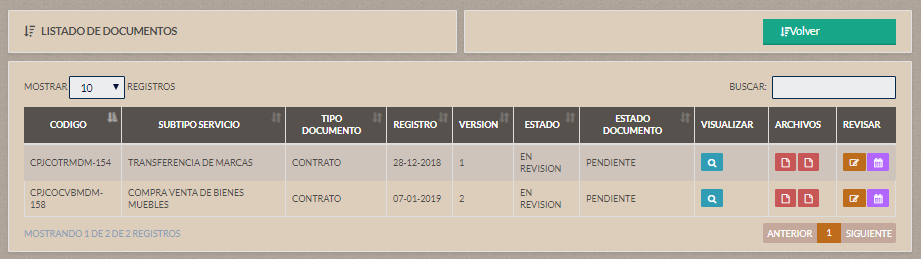 LISTADO DE DOCUMENTOS
Volver
MOSTRAR 10 REGISTROS
BUSCAR:
CODIGO SUBTIPO SERVICIO TIPO DOCUMENTO REGISTRO VERSION ESTADO ESTADO DOCUMENTO VISUALIZAR ARCHIVOS REVISAR
CPJCOTRMDM-154 TRANSFERENCIA DE MARCAS CONTRATO 28-12-2018 1 EN REVISION PENDIENTE
CPJCOCVBMDM-158 COMPRA VENTA DE BIENES MUEBLES CONTRATO 07-01-2019 2 EN REVISION PENDIENTE
MOSTRANDO 1 DE 2 DE 2 REGISTROS
ANTERIOR 1 SIGUIENTE